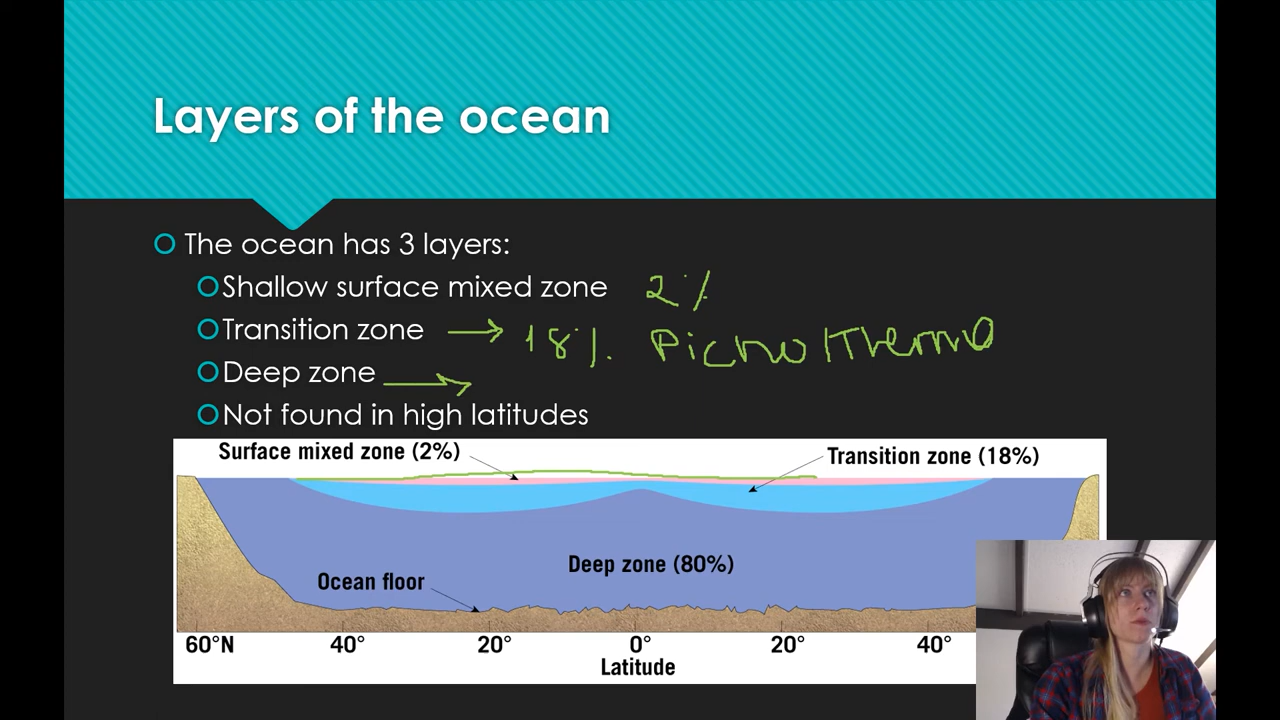 Layers of the ocean
The ocean has 3 layers:
Shallow surface mixed zone 2%
Transition zone → 18%. Picno/Thermo
Deep zone →
Not found in high latitudes
Surface mixed zone (2%)
Transition zone (18%)
Deep zone (80%)
Ocean floor
60°N 40° 20° 0° 20° 40°
Latitude